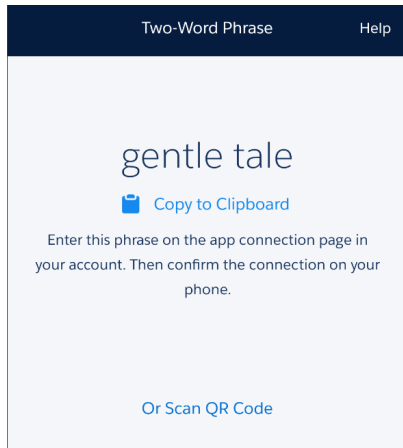 Two-Word Phrase Help
gentle tale
Copy to Clipboard
Enter this phrase on the app connection page in
your account. Then confirm the connection on your
phone.
Or Scan QR Code